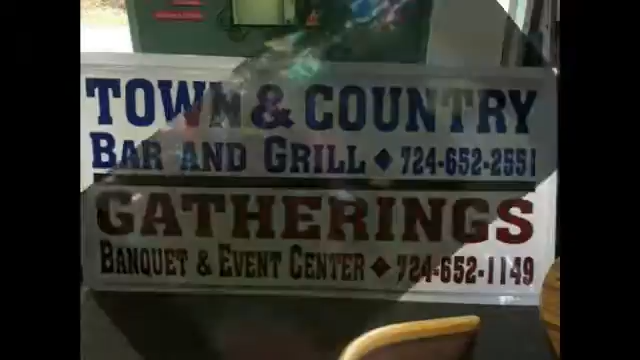 TOWN & COUNTRY
BAR AND GRILL ♦ 724-652-2551
GATHERINGS
BANQUET & EVENT CENTER ♦ 724-652-1149